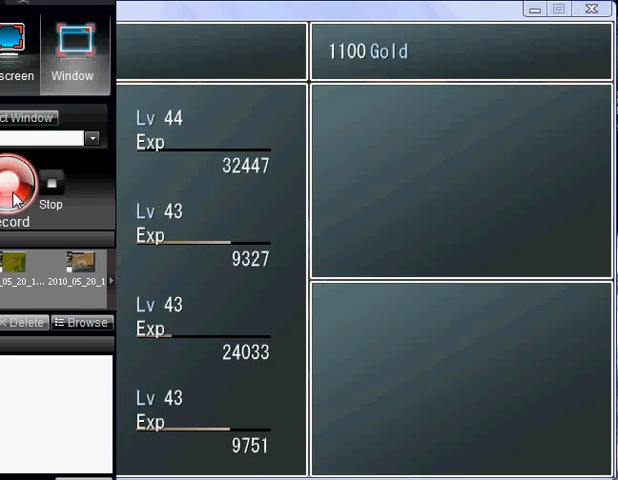 screen Window
ct Window
Stop
ecord
_05_20_1... 2010_05_20_1
Delete Browse
1100 Gold
Lv 44
Exp
32447
Lv 43
Exp
9327
Lv 43
Exp
24033
Lv 43
Exp
9751